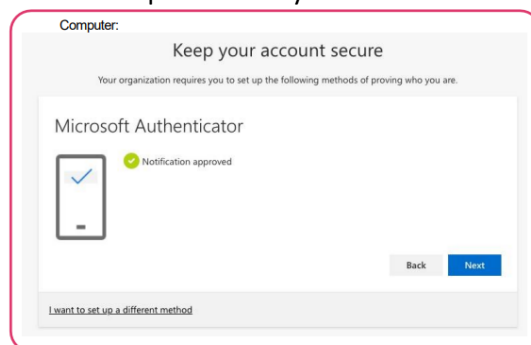 Computer:
Keep your account secure
Your organization requires you to set up the following methods of proving who you are.
Microsoft Authenticator
Notification approved
Back Next
I want to set up a different method